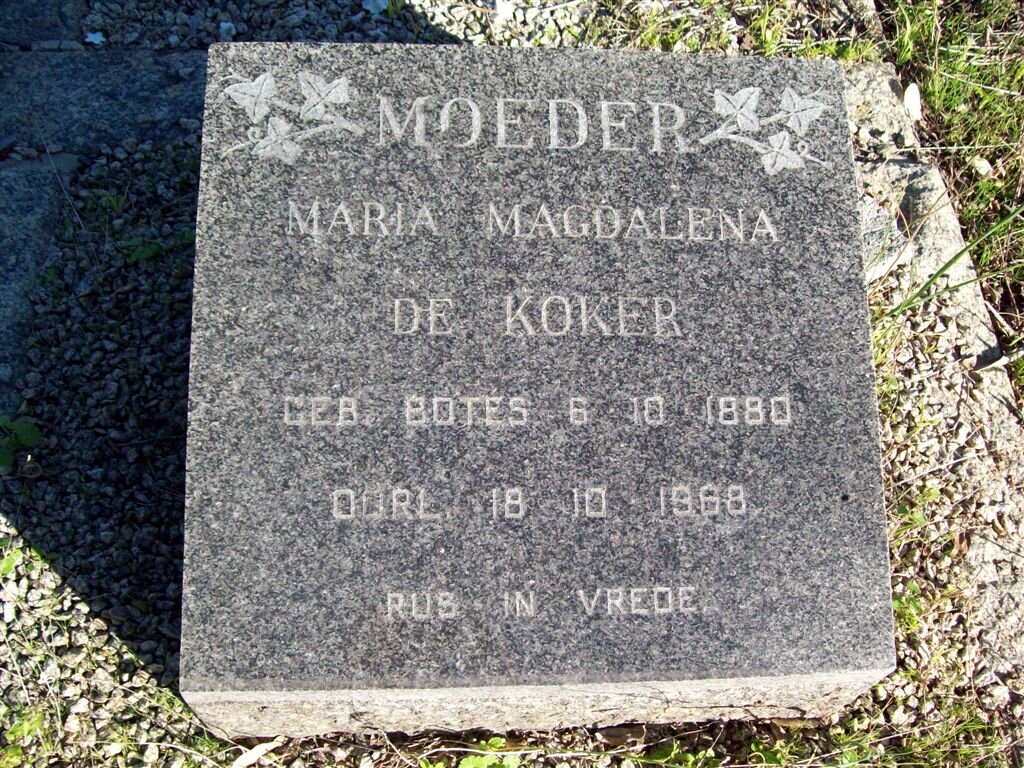 MOEDER
MARIA MAGDALENA
DE KOKER
GEB. BOTES 6 10 1880
OORL. 18 10 1968
RUS IN VREDE